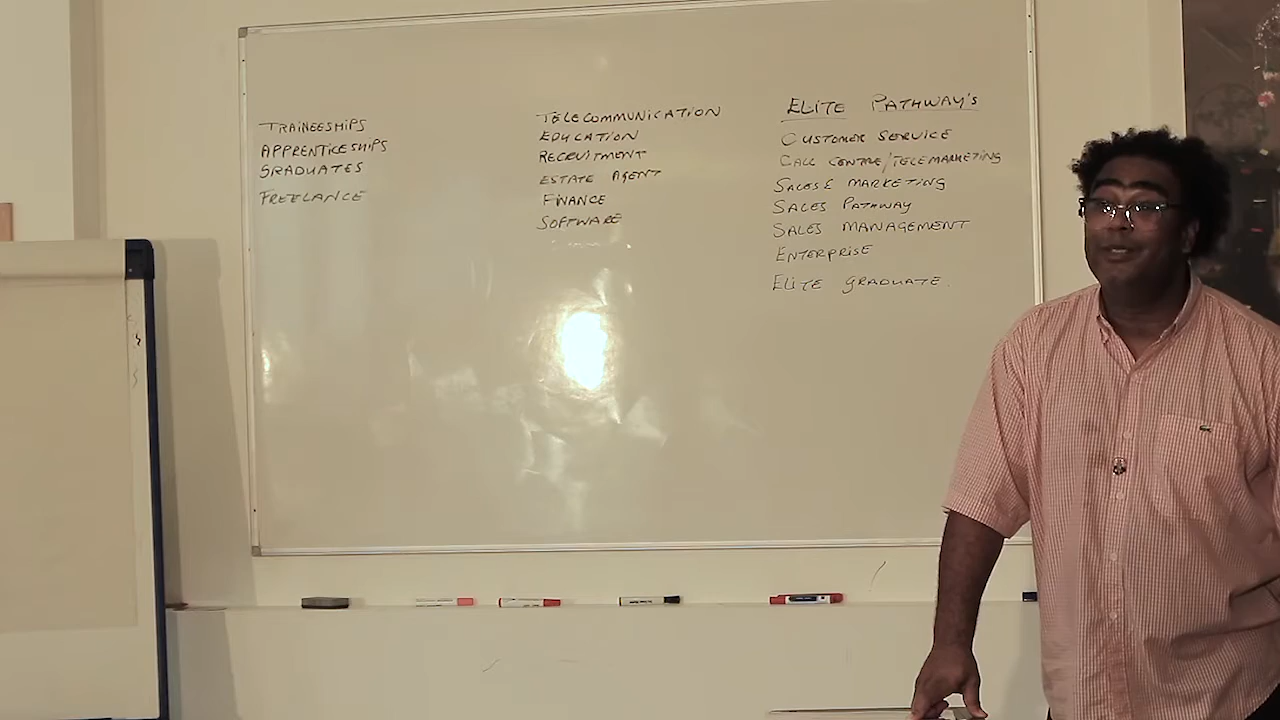 TRAINEESHIPS
APPRENTICESHIPS
GRADUATES
FREELANCE
TELECOMMUNICATION
EDUCATION
RECRUITMENT
ESTATE AGENT
FINANCE
SOFTWARE
ELITE PATHWAY'S
CUSTOMER SERVICE
CALL CENTRE/TELEMARKETING
SALES & MARKETING
SALES PATHWAY
SALES MANAGEMENT
ENTERPRISE
ELITE GRADUATE.